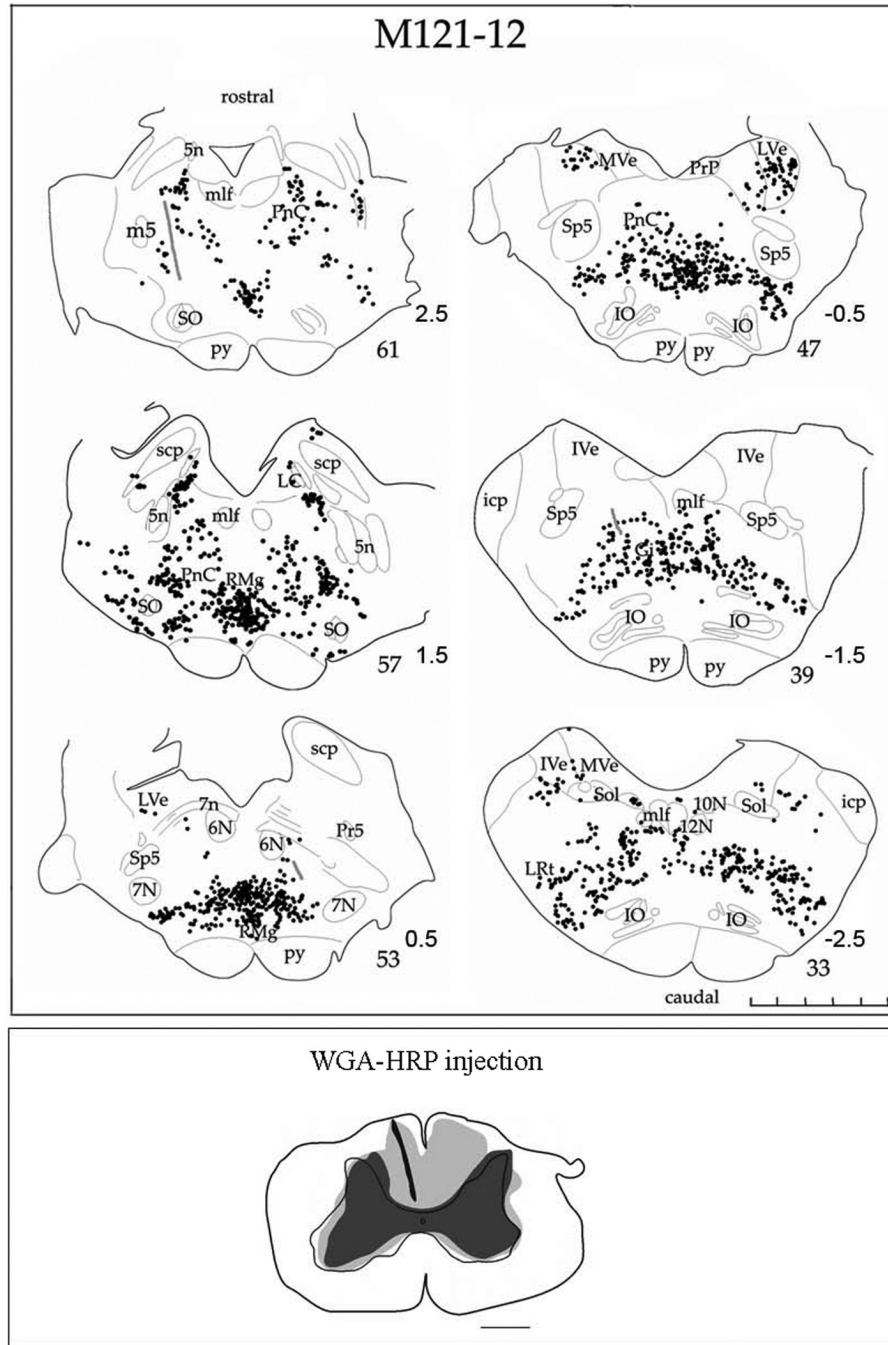 M121-12
rostral
5n
mlf
m5
PnC
SO
py
2.5
61
MVe
PrP
LVe
Sp5
PnC
Sp5
IO
IO
py
py
-0.5
47
scp
LC
scp
5n
mlf
5n
PnC
RMg
SO
SO
57
1.5
IVe
IVe
icp
Sp5
mlf
Sp5
Gi
IO
IO
py
py
-1.5
39
scp
LVe
7n
6N
6N
Pr5
Sp5
7N
7N
RMg
py
0.5
53
IVe
MVe
Sol
mlf
10N
12N
Sol
icp
LRt
IO
IO
-2.5
33
caudal
WGA-HRP injection